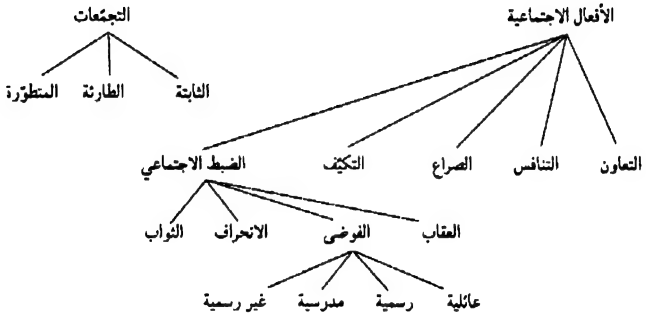 الأفعال الاجتماعية
التجمّعات
الثابتة الطارئة المتطوّرة
التعاون التنافس الصراع التكيّف الضبط الاجتماعي
العقاب الفوضى الانحراف الثواب
عائلية رسمية مدرسية غير رسمية